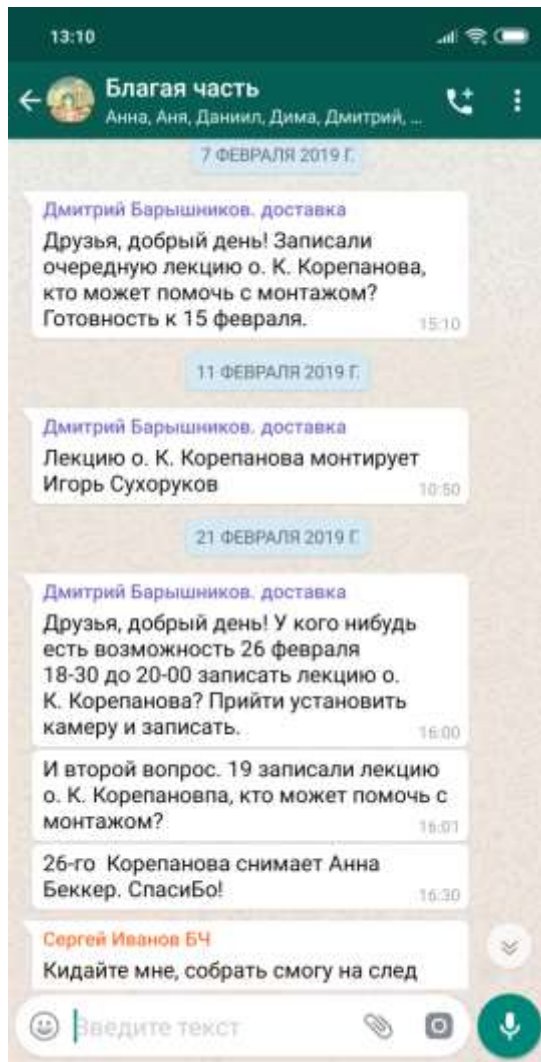 13:10
Благая часть
Анна, Аня, Даниил, Дима, Дмитрий, ...
7 ФЕВРАЛЯ 2019 Г.
Дмитрий Барышников. доставка
Друзья, добрый день! Записали
очередную лекцию о. К. Корепанова,
кто может помочь с монтажом?
Готовность к 15 февраля.
15:10
11 ФЕВРАЛЯ 2019 Г.
Дмитрий Барышников. доставка
Лекцию о. К. Корепанова монтирует
Игорь Сухоруков
10:50
21 ФЕВРАЛЯ 2019 Г.
Дмитрий Барышников. доставка
Друзья, добрый день! У кого нибудь
есть возможность 26 февраля
18-30 до 20-00 записать лекцию о.
К. Корепанова? Прийти установить
камеру и записать.
16:00
И второй вопрос. 19 записали лекцию
о. К. Корепановпа, кто может помочь с
монтажом?
16:01
26-го Корепанова снимает Анна
Беккер. СпасиБо!
16:30
Сергей Иванов БЧ
Кидайте мне, собрать смогу на след
Введите текст